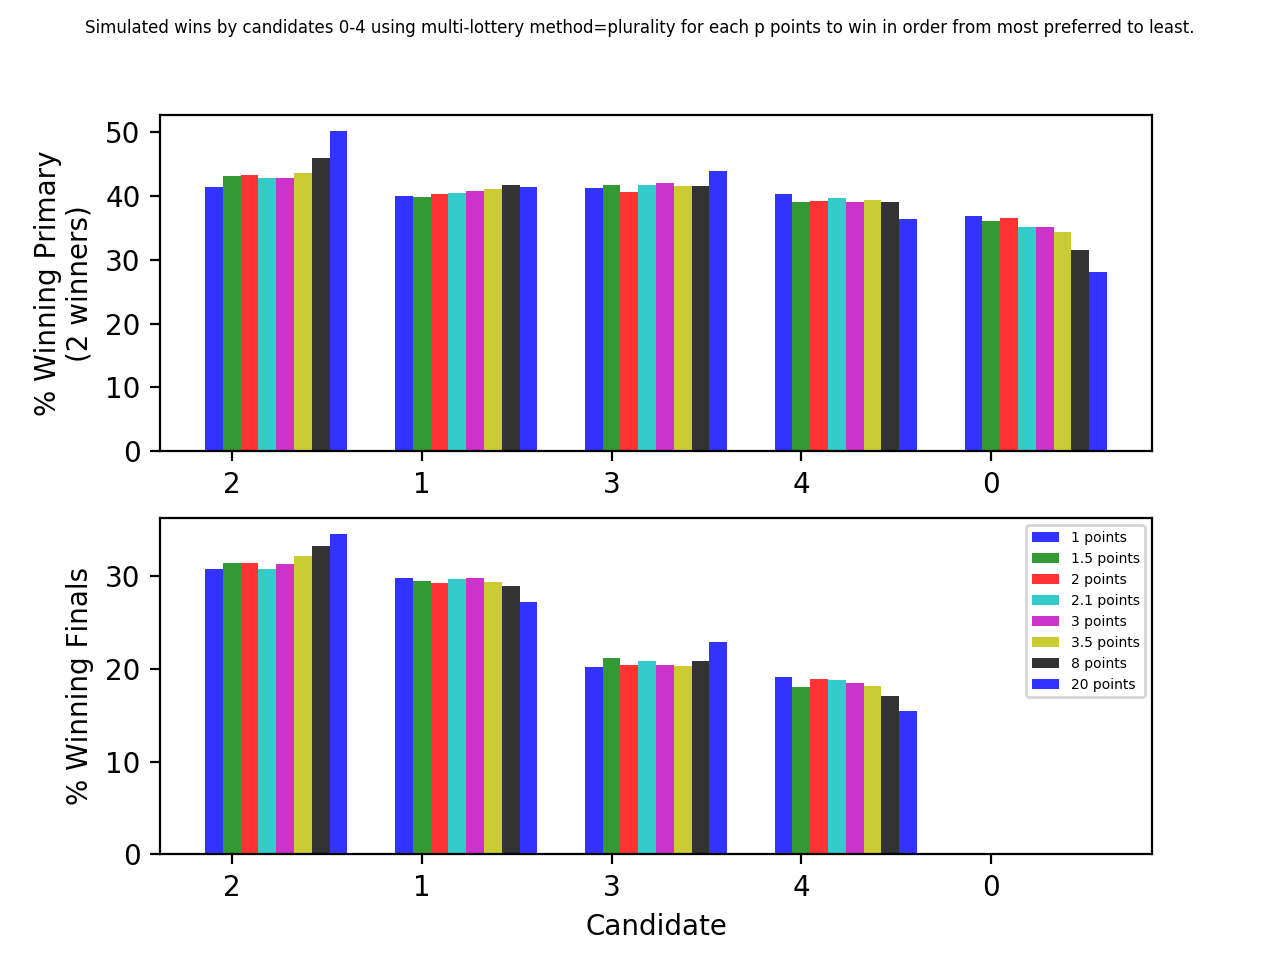 Simulated wins by candidates 0-4 using multi-lottery method=plurality for each p points to win in order from most preferred to least.
% Winning Primary
(2 winners)
50
40
30
20
10
0
2 1 3 4 0
% Winning Finals
30
20
10
0
1 points
1.5 points
2 points
2.1 points
3 points
3.5 points
8 points
20 points
2 1 3 4 0
Candidate